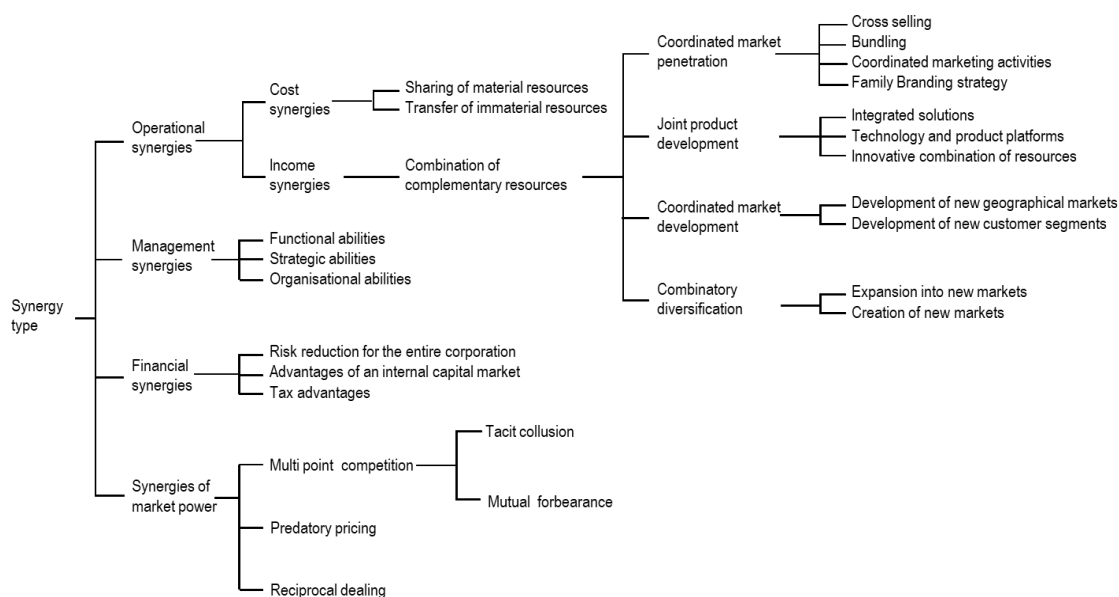 Synergy
type
Operational
synergies
Cost
synergies
Sharing of material resources
Transfer of immaterial resources
Income
synergies
Combination of
complementary resources
Coordinated market
penetration
Cross selling
Bundling
Coordinated marketing activities
Family Branding strategy
Joint product
development
Integrated solutions
Technology and product platforms
Innovative combination of resources
Coordinated market
development
Development of new geographical markets
Development of new customer segments
Combinatory
diversification
Expansion into new markets
Creation of new markets
Management
synergies
Functional abilities
Strategic abilities
Organisational abilities
Financial
synergies
Risk reduction for the entire corporation
Advantages of an internal capital market
Tax advantages
Synergies of
market power
Multi point competition
Tacit collusion
Mutual forbearance
Predatory pricing
Reciprocal dealing